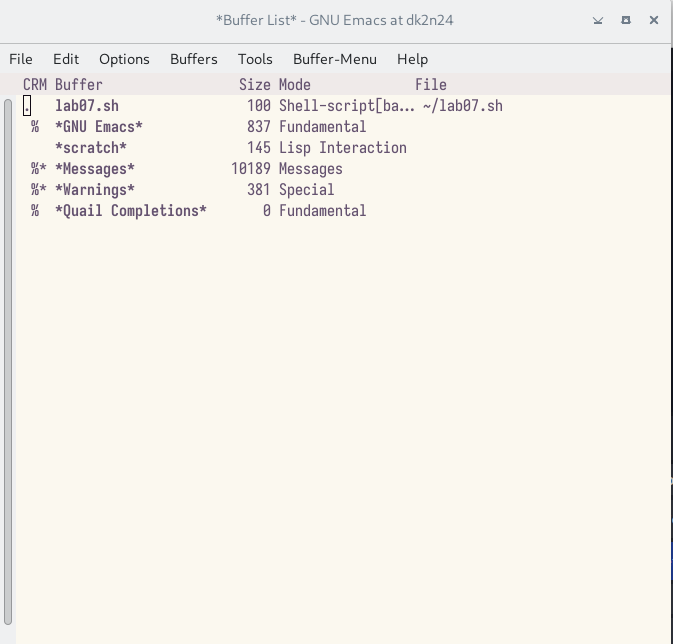 *Buffer List* - GNU Emacs at dk2n24
File Edit Options Buffers Tools Buffer-Menu Help
CRM Buffer Size Mode File
. lab07.sh 100 Shell-script[ba... ~/lab07.sh
% *GNU Emacs* 837 Fundamental
*scratch* 145 Lisp Interaction
%* *Messages* 10189 Messages
%* *Warnings* 381 Special
% *Quail Completions* 0 Fundamental